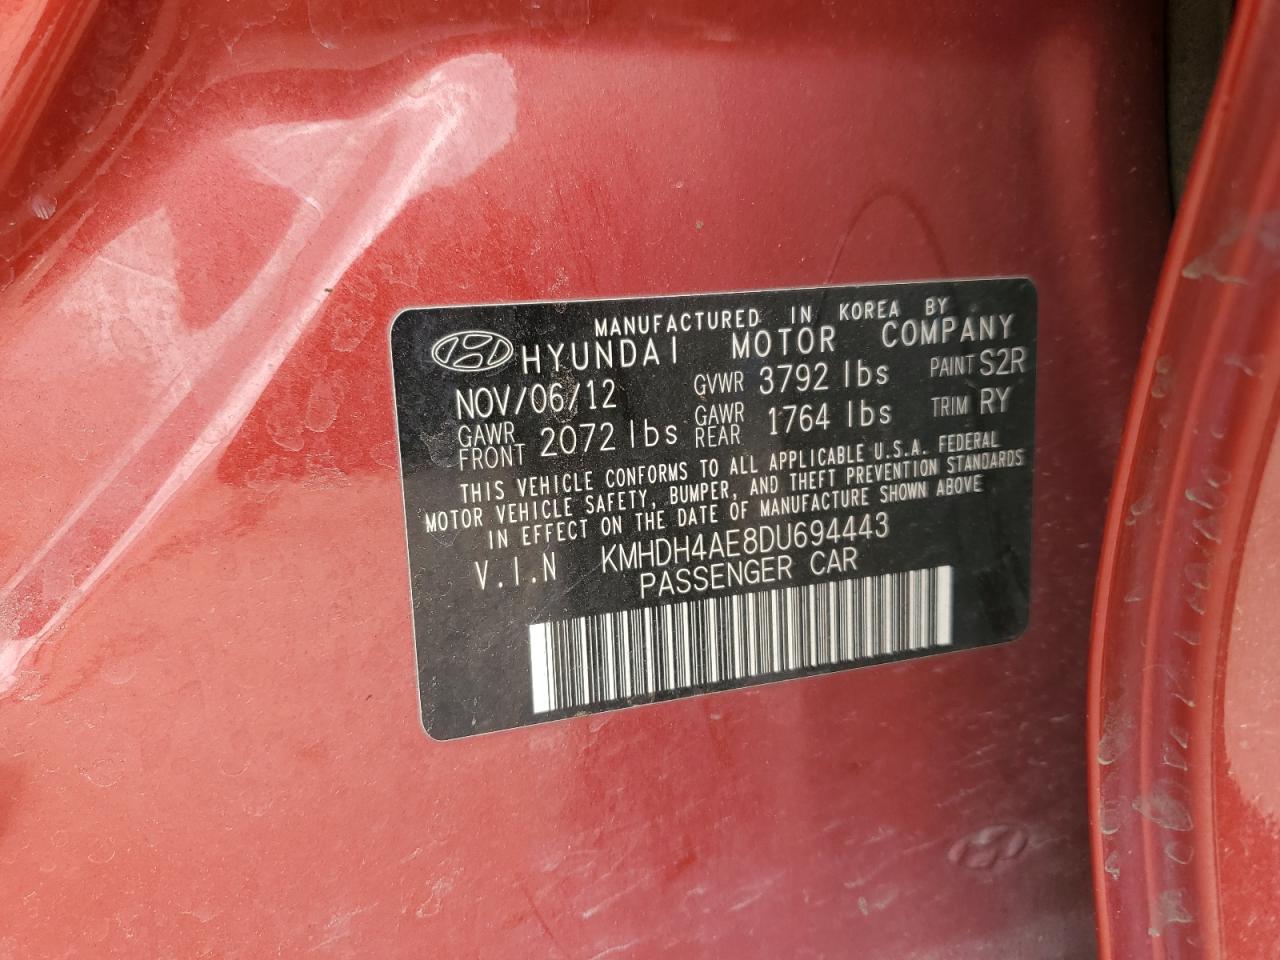 MANUFACTURED IN KOREA BY
HYUNDAI MOTOR COMPANY
NOV/06/12 GVWR 3792 lbs PAINT S2R
GAWR FRONT 2072 lbs GAWR REAR 1764 lbs TRIM RY
THIS VEHICLE CONFORMS TO ALL APPLICABLE U.S.A. FEDERAL
MOTOR VEHICLE SAFETY, BUMPER, AND THEFT PREVENTION STANDARDS
IN EFFECT ON THE DATE OF MANUFACTURE SHOWN ABOVE
V.I.N KMHDH4AE8DU694443
PASSENGER CAR